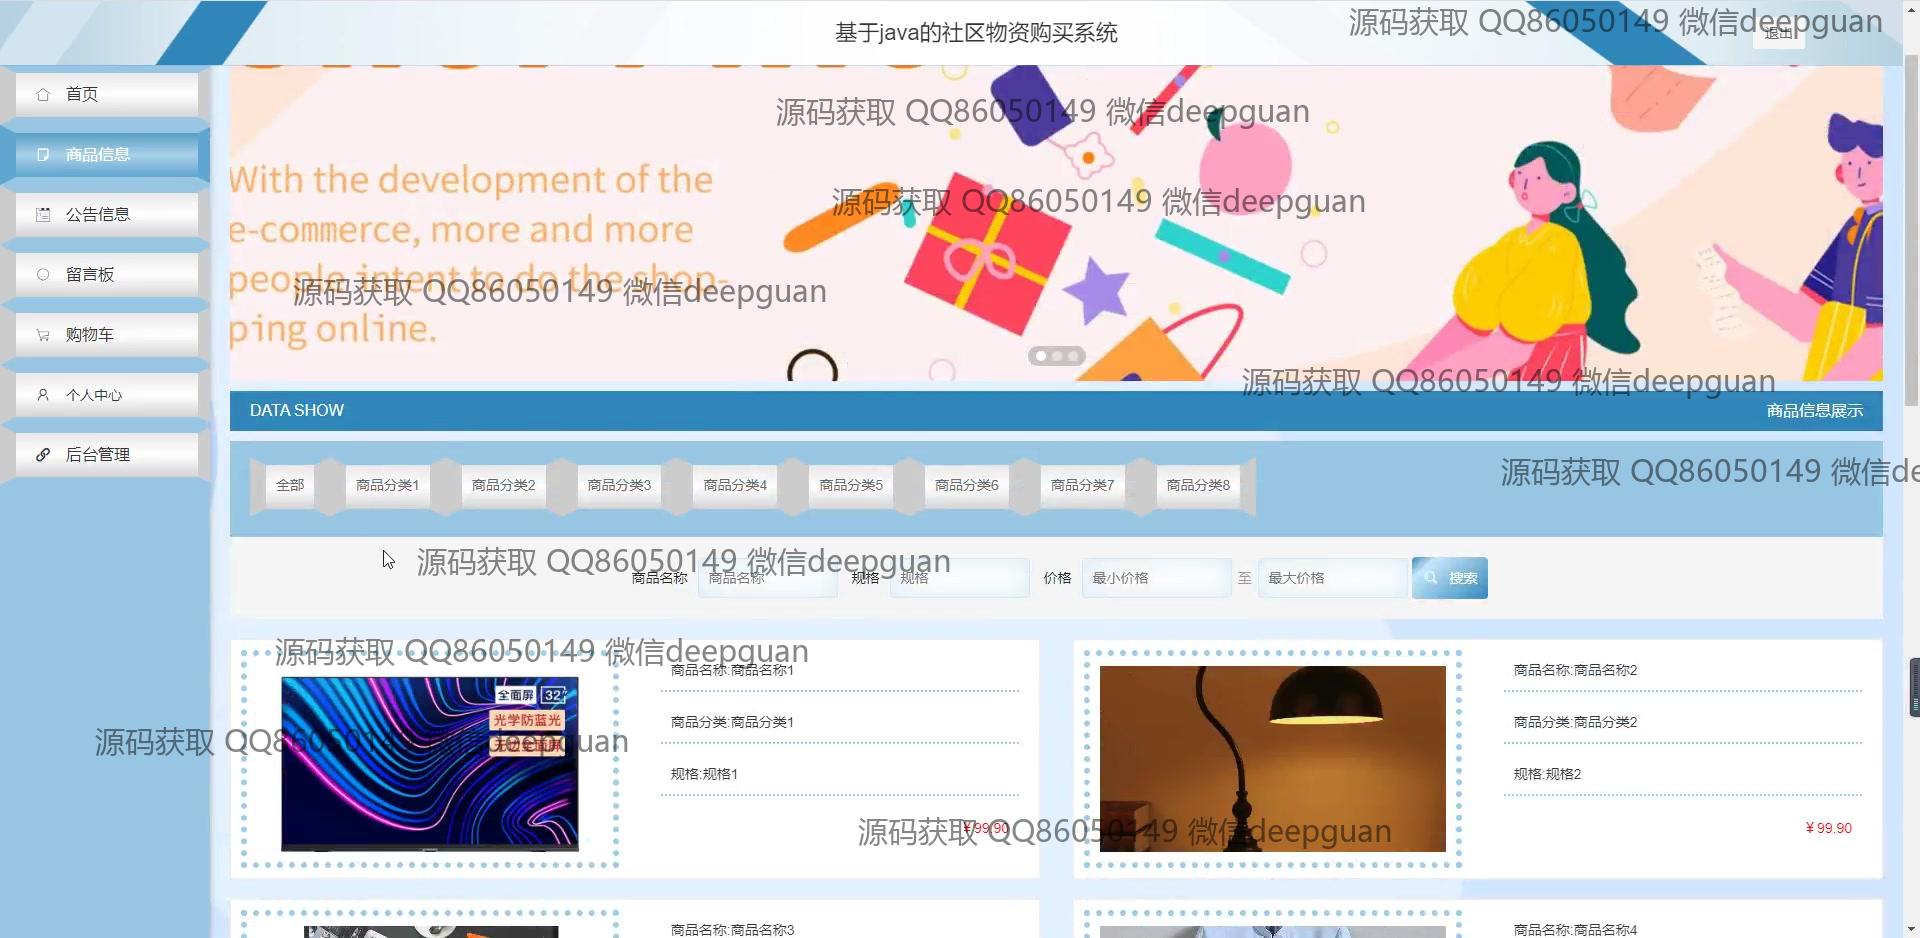 基于java的社区物资购买系统
源码获取 QQ86050149 微信deepguan
退出
首页
商品信息
公告信息
留言板
购物车
个人中心
后台管理
源码获取 QQ86050149 微信deepguan
With the development of the
源码获取 QQ86050149 微信deepguan
e-commerce, more and more
people intent to do the shop-
源码获取 QQ86050149 微信deepguan
ping online.
源码获取 QQ86050149 微信deepguan
DATA SHOW 商品信息展示
源码获取 QQ86050149 微信de
全部 商品分类1 商品分类2 商品分类3 商品分类4 商品分类5 商品分类6 商品分类7 商品分类8
源码获取 QQ86050149 微信deepguan
商品名称 商品名称 规格 规格 价格 最小价格 至 最大价格 搜索
源码获取 QQ86050149 微信deepguan
全面屏 32
光学防蓝光
源码获取 QQ86050149 微信deepguan
商品名称:商品名称1
商品分类:商品分类1
规格:规格1
¥99.90
商品名称:商品名称2
商品分类:商品分类2
规格:规格2
¥99.90
源码获取 QQ86050149 微信deepguan
商品名称:商品名称3
商品名称:商品名称4